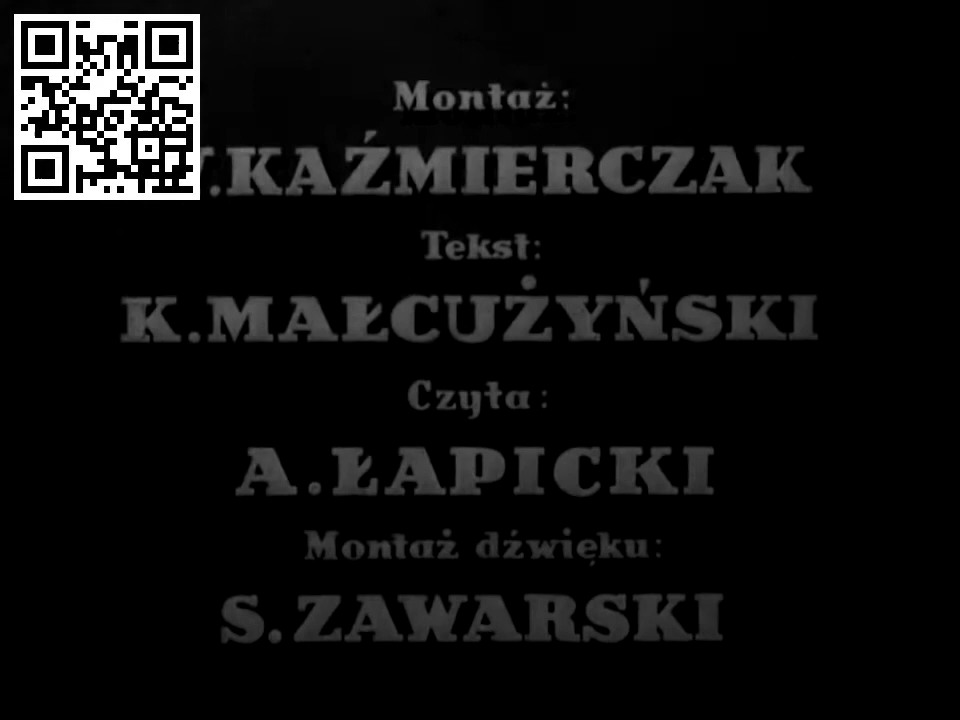 Montaż:
.KAŹMIERCZAK
Tekst:
K.MAŁCUŻYŃSKI
Czyta:
A.ŁAPICKI
Montaż dźwięku:
S.ZAWARSKI